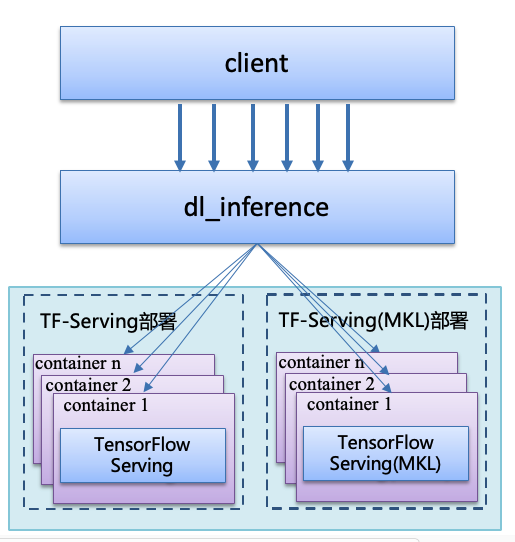 client
dl_inference
TF-Serving部署
container n
container 2
container 1
TensorFlow
Serving
TF-Serving(MKL)部署
container n
container 2
container 1
TensorFlow
Serving(MKL)